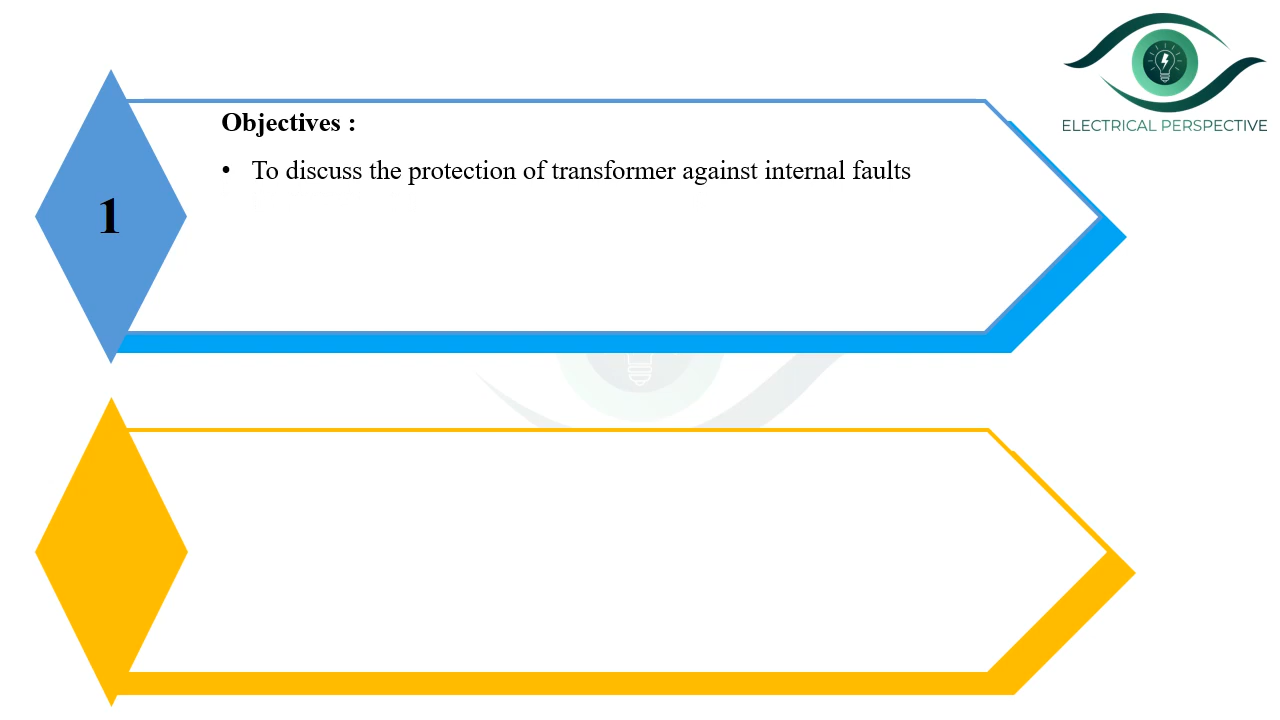 ELECTRICAL PERSPECTIVE
Objectives :
• To discuss the protection of transformer against internal faults
1